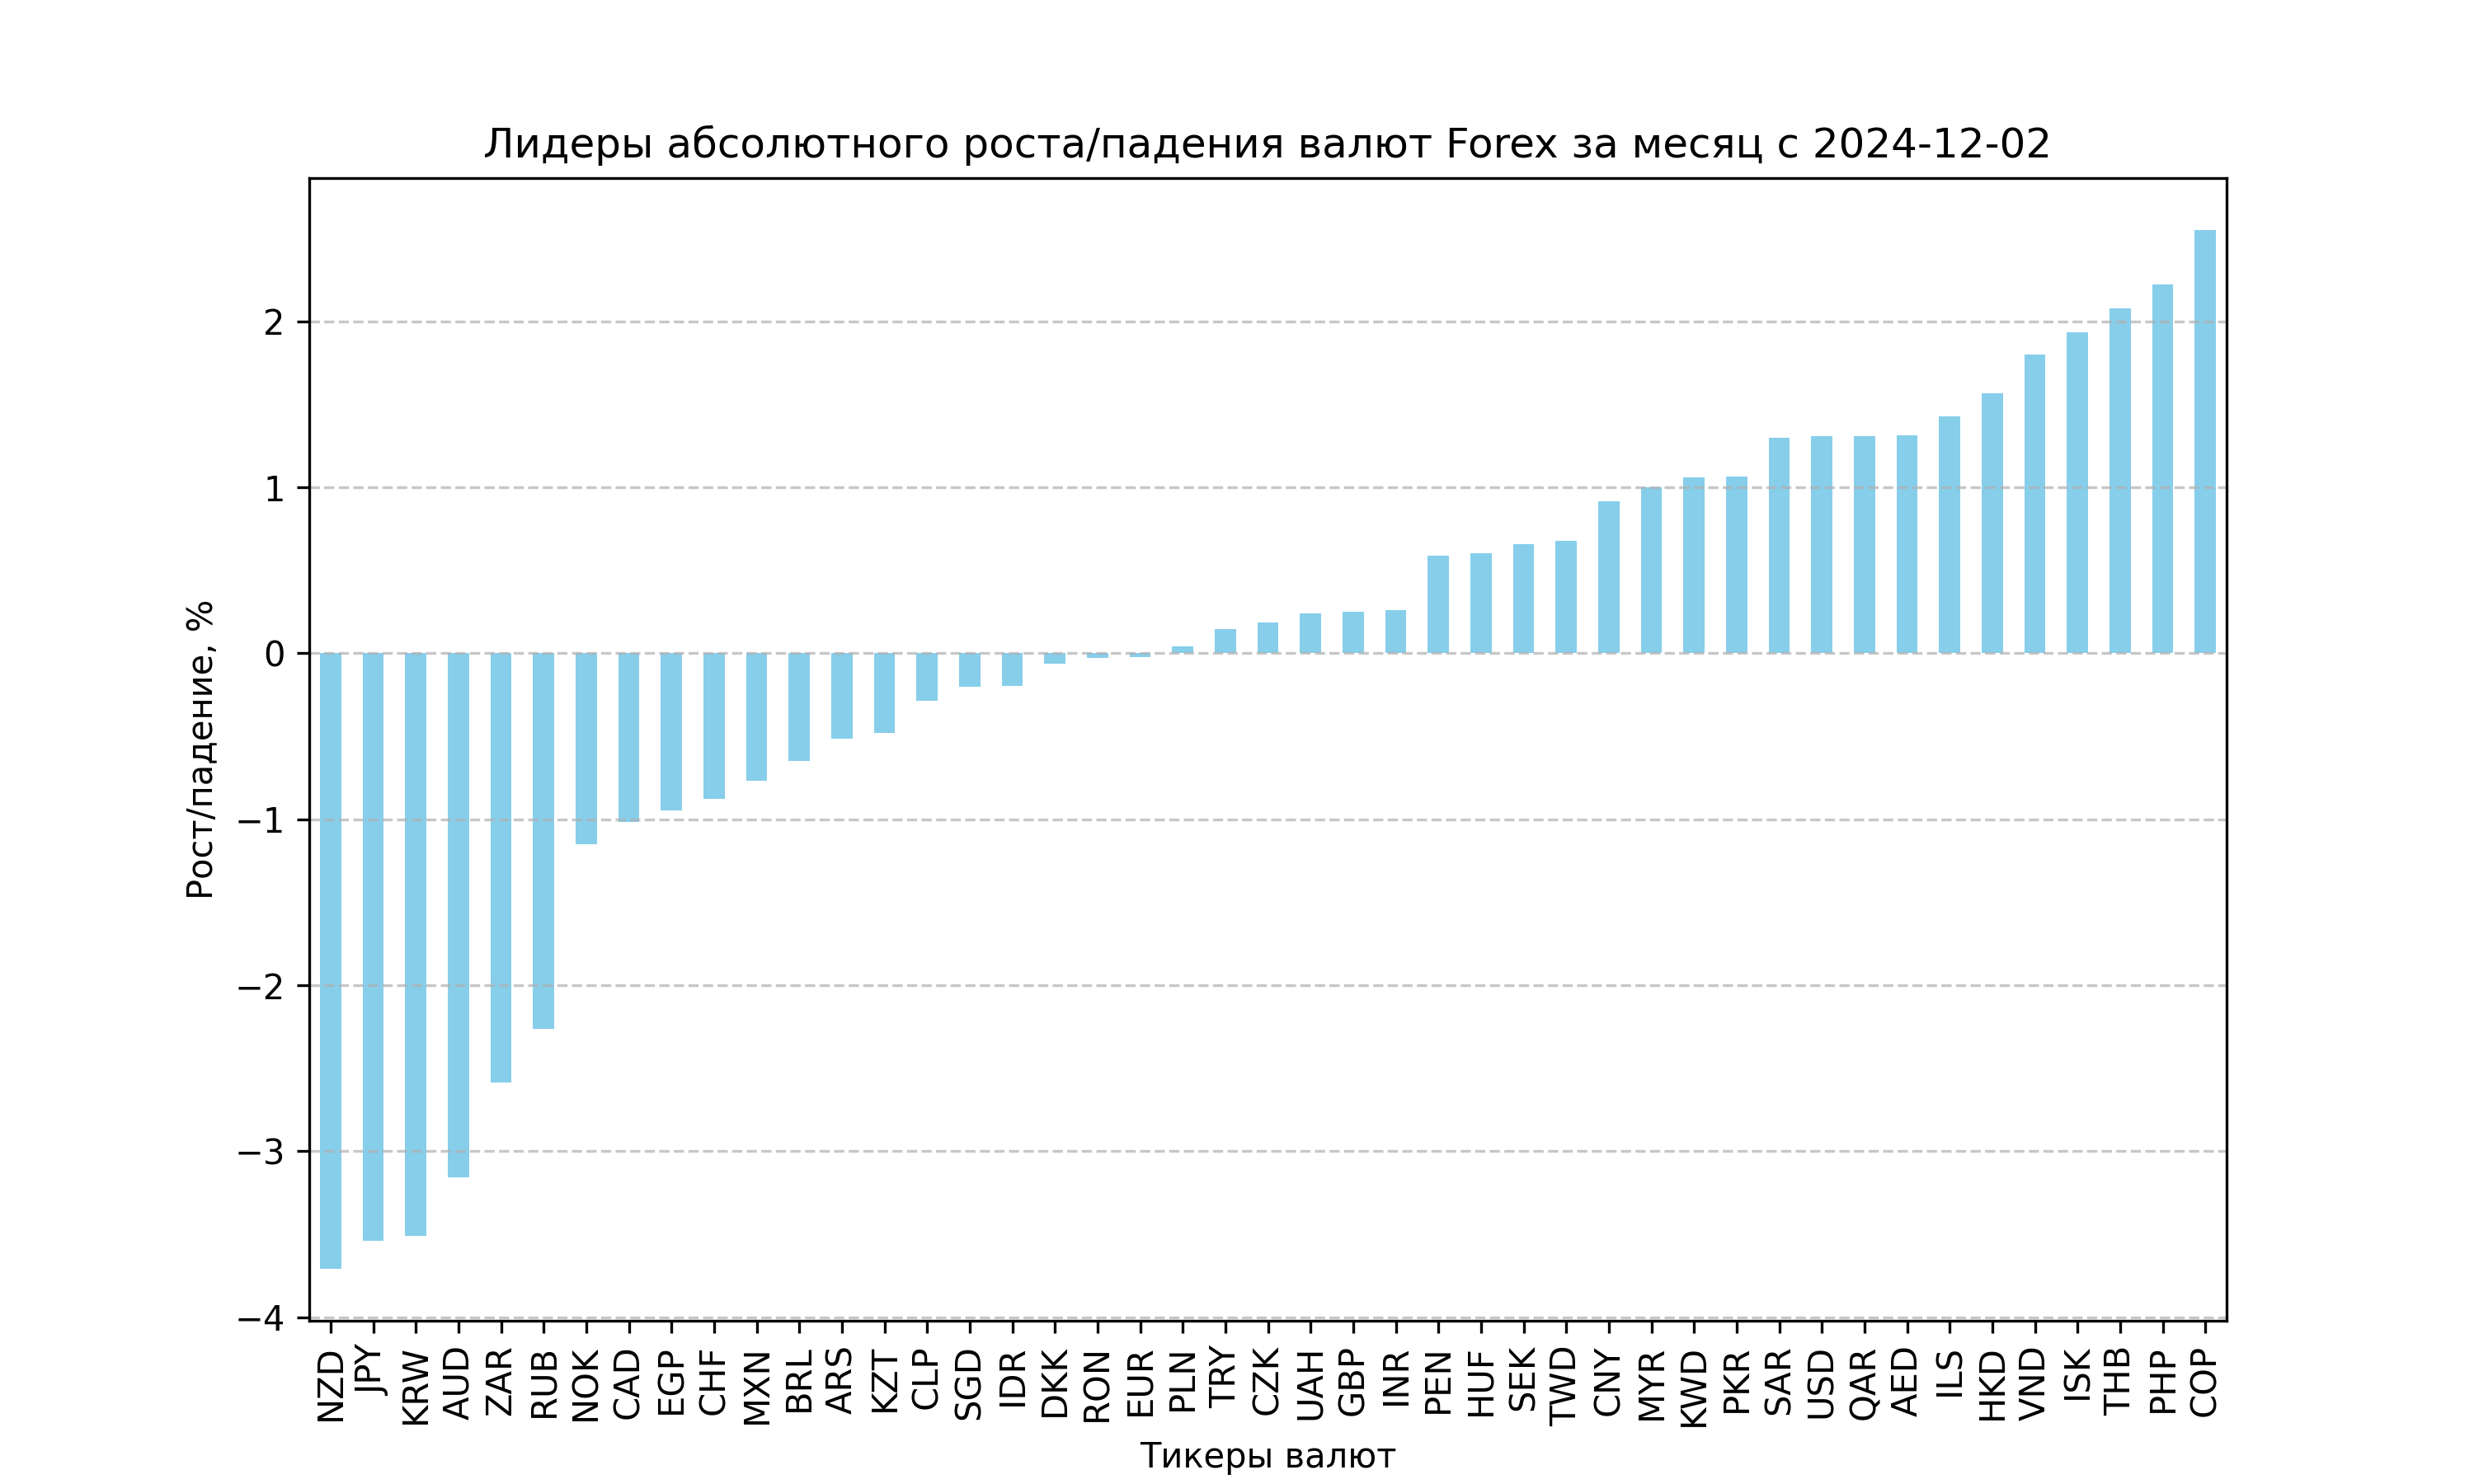 Лидеры абсолютного роста/падения валют Forex за месяц с 2024-12-02
Рост/падение, %
2
1
0
−1
−2
−3
−4
NZD
JPY
KRW
AUD
ZAR
RUB
NOK
CAD
EGP
CHF
MXN
BRL
ARS
KZT
CLP
SGD
IDR
DKK
RON
EUR
PLN
TRY
CZK
UAH
GBP
INR
PEN
HUF
SEK
TWD
CNY
MYR
KWD
PKR
SAR
USD
QAR
AED
ILS
HKD
VND
ISK
THB
PHP
COP
Тикеры валют